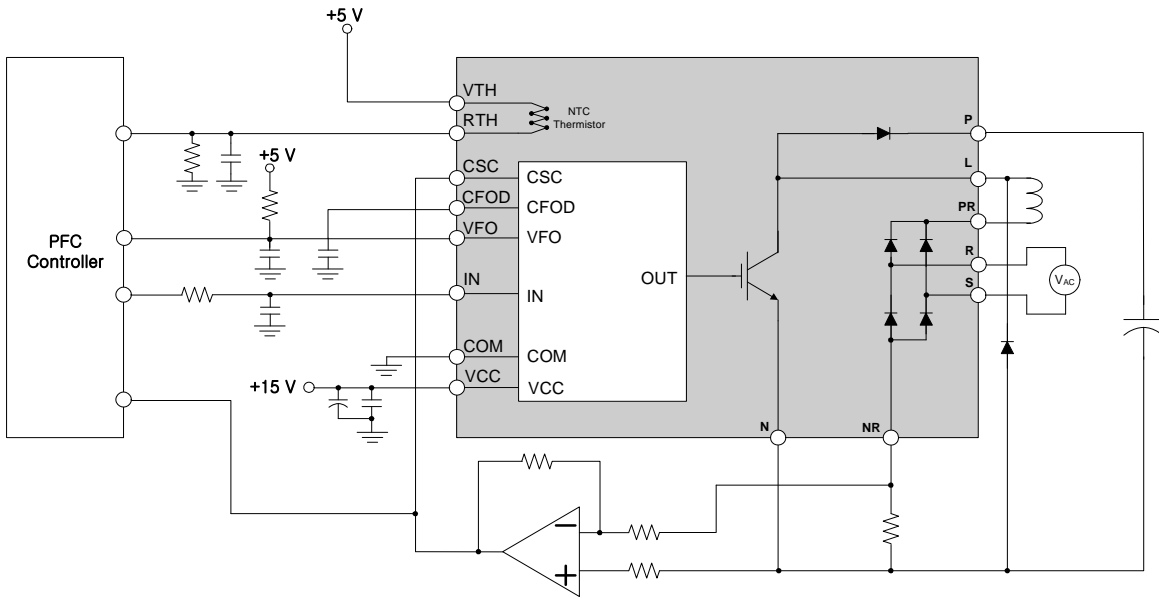 +5 V
VTH
RTH
NTC
Thermistor
P
L
PR
R
S
VAC
+5 V
CSC
CFOD
VFO
IN
COM
VCC
CSC
CFOD
VFO
IN
COM
VCC
OUT
PFC
Controller
+15 V
N
NR